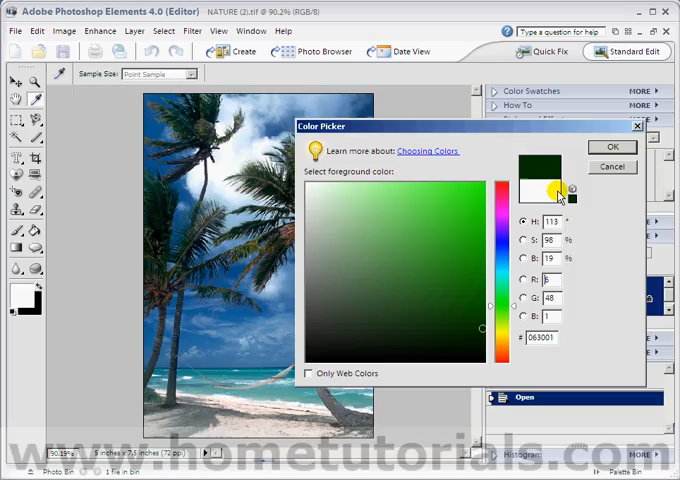 Adobe Photoshop Elements 4.0 (Editor)
NATURE (2).tif @ 90.2% (RGB/8)
File Edit Image Enhance Layer Select Filter View Window Help
Type a question for help
Create
Photo Browser
Date View
Quick Fix
Standard Edit
Sample Size: Point Sample
Color Swatches MORE
How To MORE
Color Picker
Learn more about: Choosing Colors
Select foreground color:
OK
Cancel
H: 113 °
S: 98 %
B: 19 %
R: 6
G: 48
B: 1
# 063001
Only Web Colors
Open
www.hometutorials.com
90.19% 5 inches x 7.5 inches (72 ppi)
Histogram MORE
Photo Bin 1 file in bin
Palette Bin